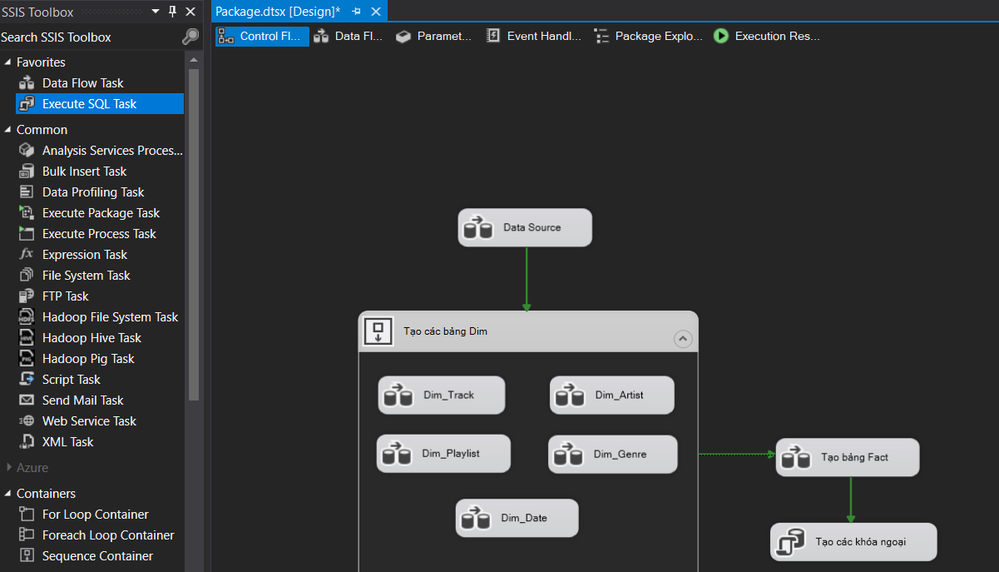 SSIS Toolbox
Search SSIS Toolbox
Favorites
Data Flow Task
Execute SQL Task
Common
Analysis Services Proces...
Bulk Insert Task
Data Profiling Task
Execute Package Task
Execute Process Task
Expression Task
File System Task
FTP Task
Hadoop File System Task
Hadoop Hive Task
Hadoop Pig Task
Script Task
Send Mail Task
Web Service Task
XML Task
Azure
Containers
For Loop Container
Foreach Loop Container
Sequence Container
Package.dtsx [Design]*
Control Fl...
Data Fl...
Paramet...
Event Handl...
Package Explo...
Execution Res...
Data Source
Tạo các bảng Dim
Dim_Track
Dim_Artist
Dim_Playlist
Dim_Genre
Dim_Date
Tạo bảng Fact
Tạo các khóa ngoại